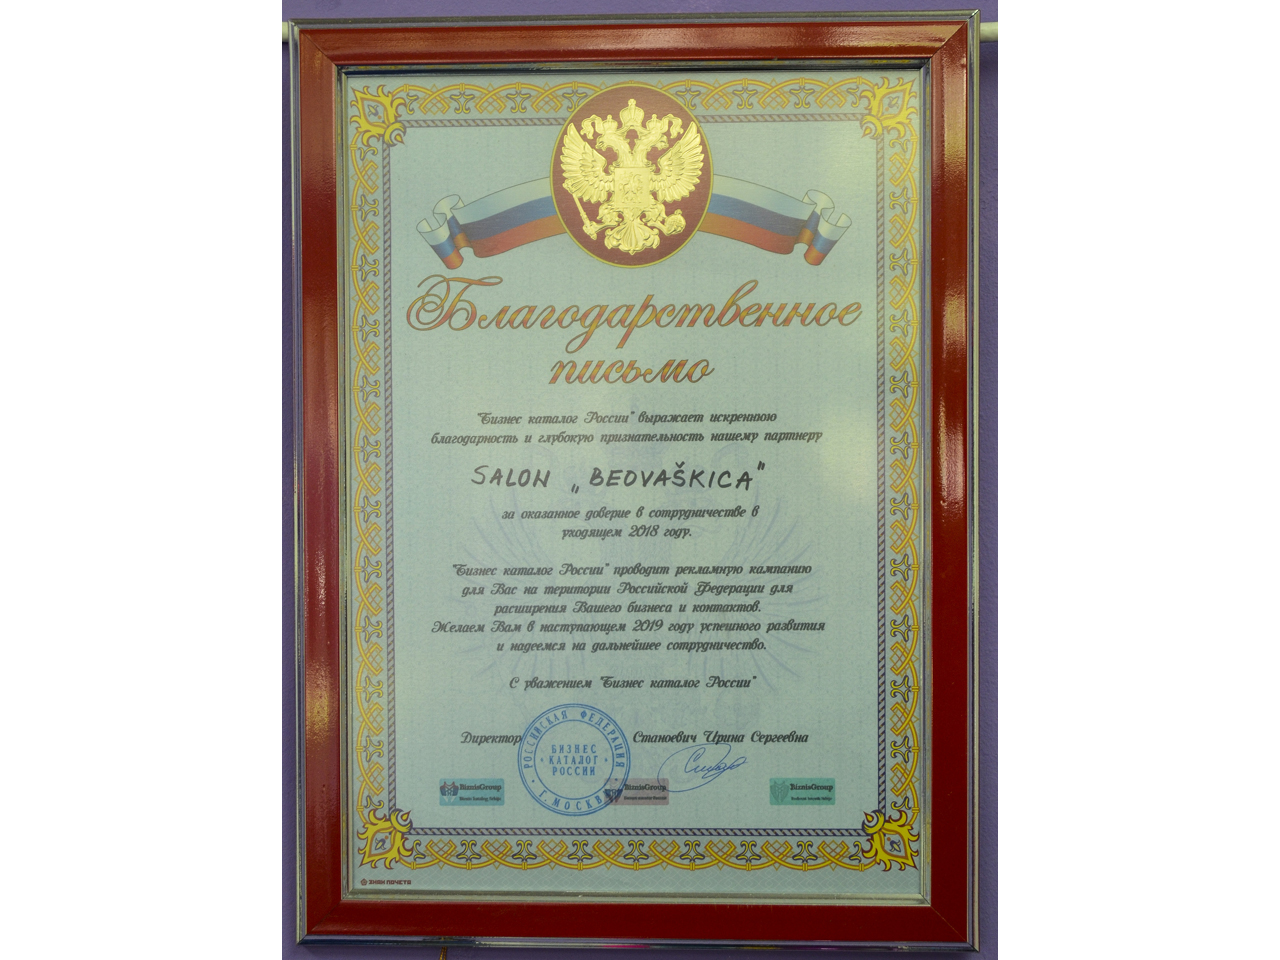 Благодарственное
письмо
"Бизнес каталог России" выражает искреннюю
благодарность и глубокую признательность нашему партнеру
SALON „BEOVAŠKICA"
за оказанное доверие в сотрудничестве в
уходящем 2018 году.
"Бизнес каталог России" проводит рекламную кампанию
для Вас на територии Российской Федерации для
расширения Вашего бизнеса и контактов.
Желаем Вам в наступающем 2019 году успешного развития
и надеемся на дальнейшее сотрудничество.
С уважением "Бизнес каталог России"
Директор
Станоевич Ирина Сергеевна
РОССИЙСКАЯ ФЕДЕРАЦИЯ
БИЗНЕС
КАТАЛОГ
РОССИИ
Г. МОСКВА
BiznisGroup
BiznisGroup
BiznisGroup
ЗНАК ПОЧЕТА